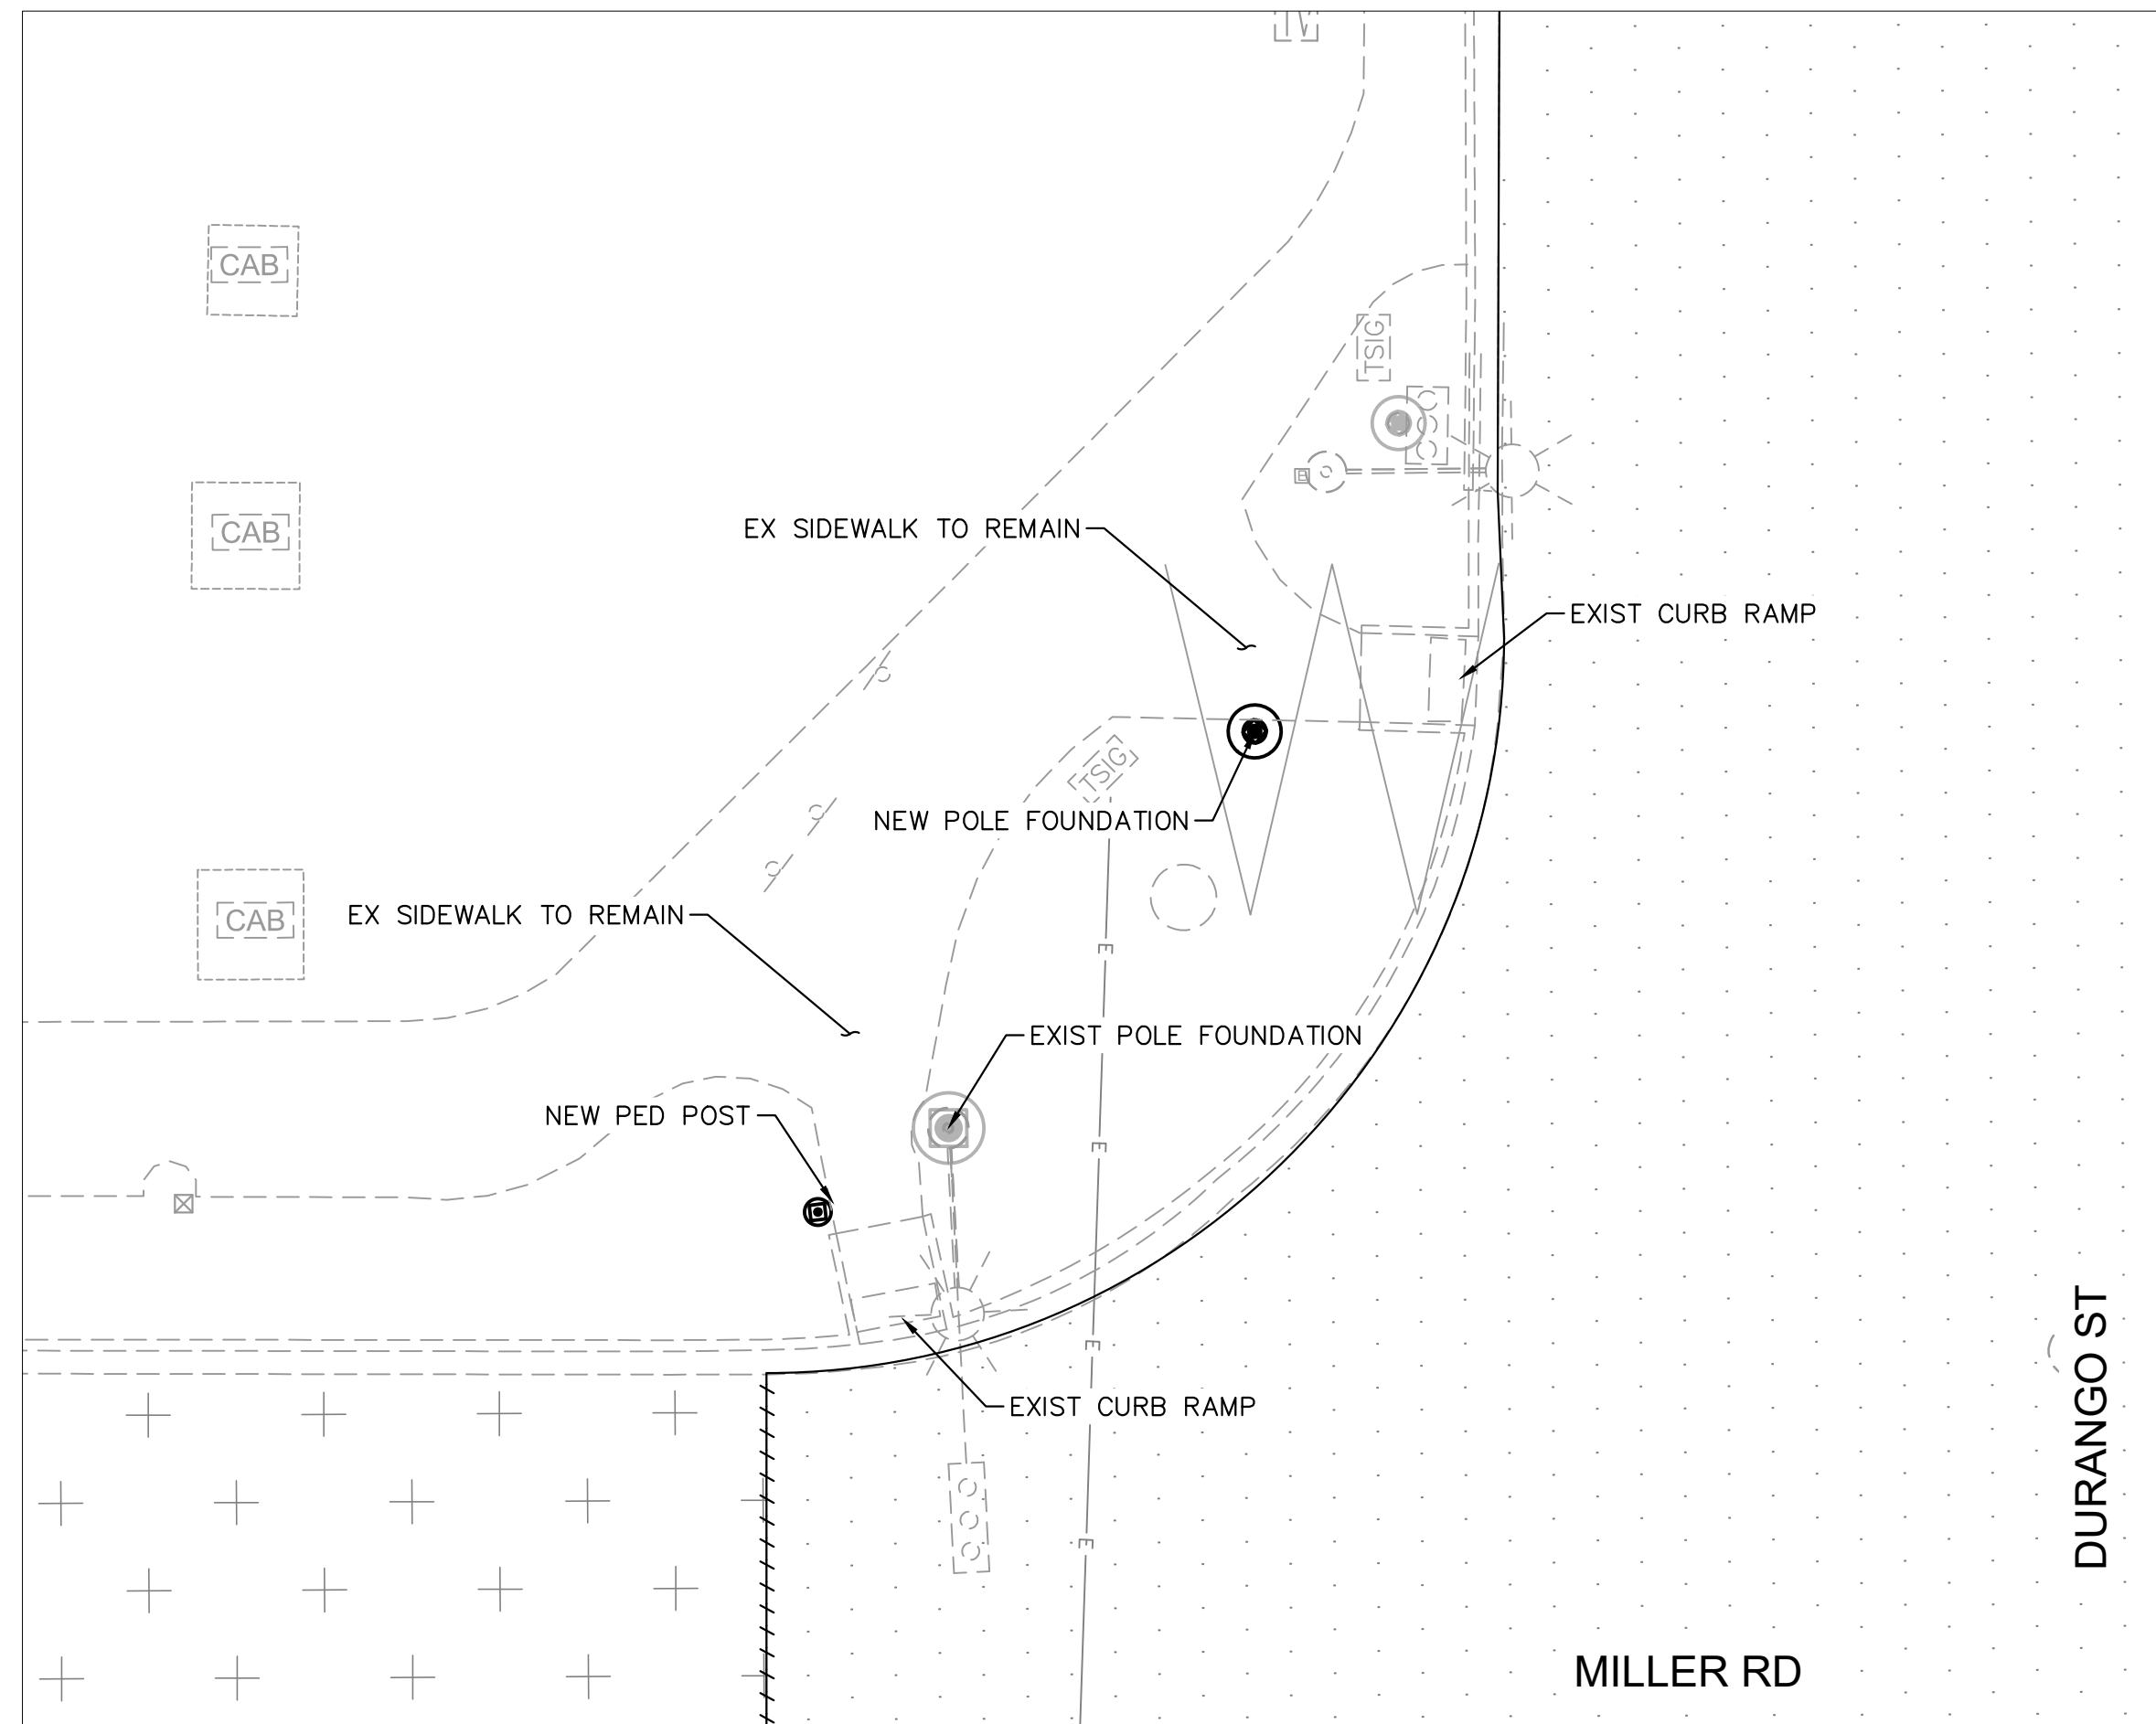 CAB
TSIG
CAB
E
EX SIDEWALK TO REMAIN
EXIST CURB RAMP
TSIG
NEW POLE FOUNDATION
CAB
EX SIDEWALK TO REMAIN
E
EXIST POLE FOUNDATION
NEW PED POST
E
E
EXIST CURB RAMP
DURANGO ST
E
MILLER RD